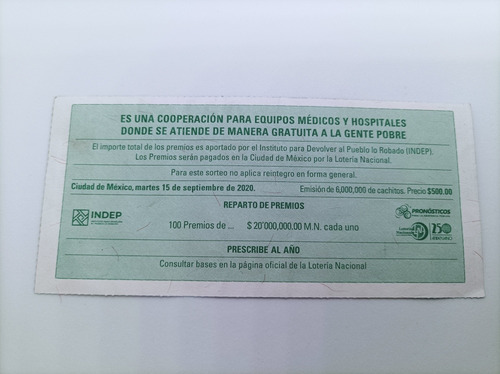 ES UNA COOPERACIÓN PARA EQUIPOS MÉDICOS Y HOSPITALES
DONDE SE ATIENDE DE MANERA GRATUITA A LA GENTE POBRE
El importe total de los premios es aportado por el Instituto para Devolver al Pueblo lo Robado (INDEP).
Los Premios serán pagados en la Ciudad de México por la Lotería Nacional.
Para este sorteo no aplica reintegro en forma general.
Ciudad de México, martes 15 de septiembre de 2020. Emisión de 6,000,000 de cachitos. Precio $500.00
REPARTO DE PREMIOS
INDEP
PRONÓSTICOS
100 Premios de ... $ 20'000,000.00 M.N. cada uno
Lotería Nacional
250
PRESCRIBE AL AÑO
Consultar bases en la página oficial de la Lotería Nacional